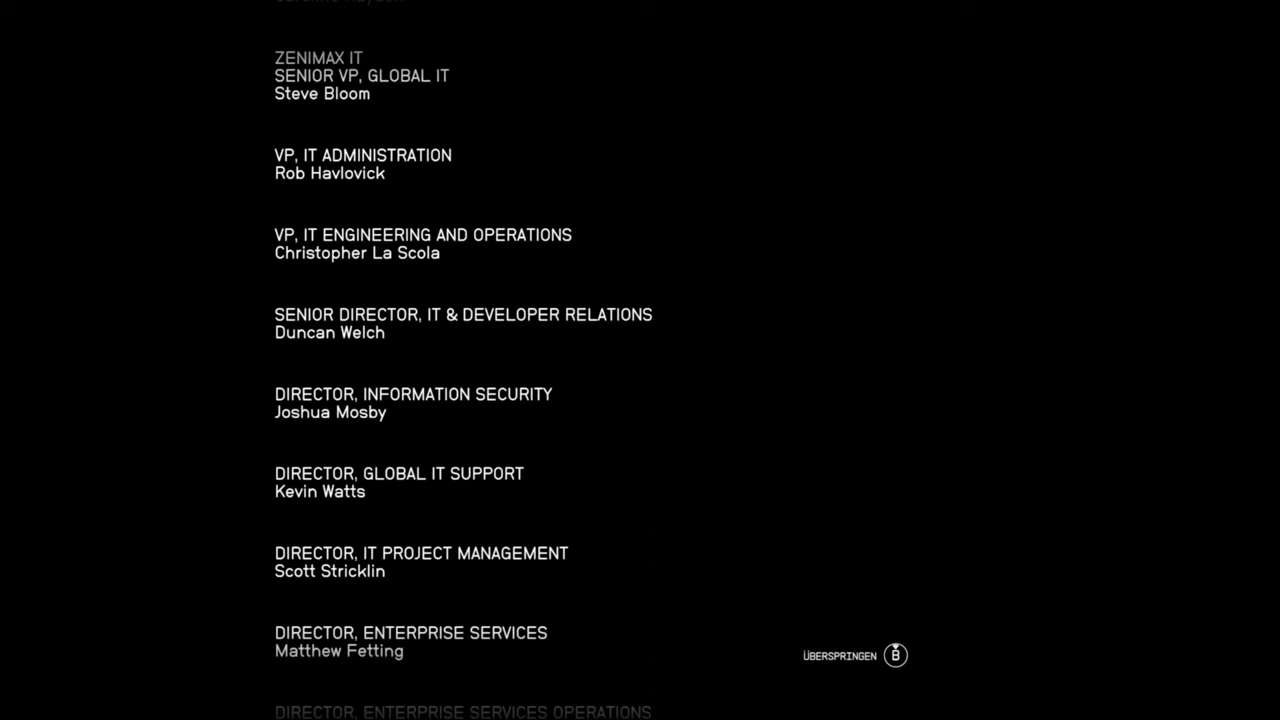 ZENIMAX IT
SENIOR VP, GLOBAL IT
Steve Bloom
VP, IT ADMINISTRATION
Rob Havlovick
VP, IT ENGINEERING AND OPERATIONS
Christopher La Scola
SENIOR DIRECTOR, IT & DEVELOPER RELATIONS
Duncan Welch
DIRECTOR, INFORMATION SECURITY
Joshua Mosby
DIRECTOR, GLOBAL IT SUPPORT
Kevin Watts
DIRECTOR, IT PROJECT MANAGEMENT
Scott Stricklin
DIRECTOR, ENTERPRISE SERVICES
Matthew Fetting
ÜBERSPRINGEN B
DIRECTOR, ENTERPRISE SERVICES OPERATIONS